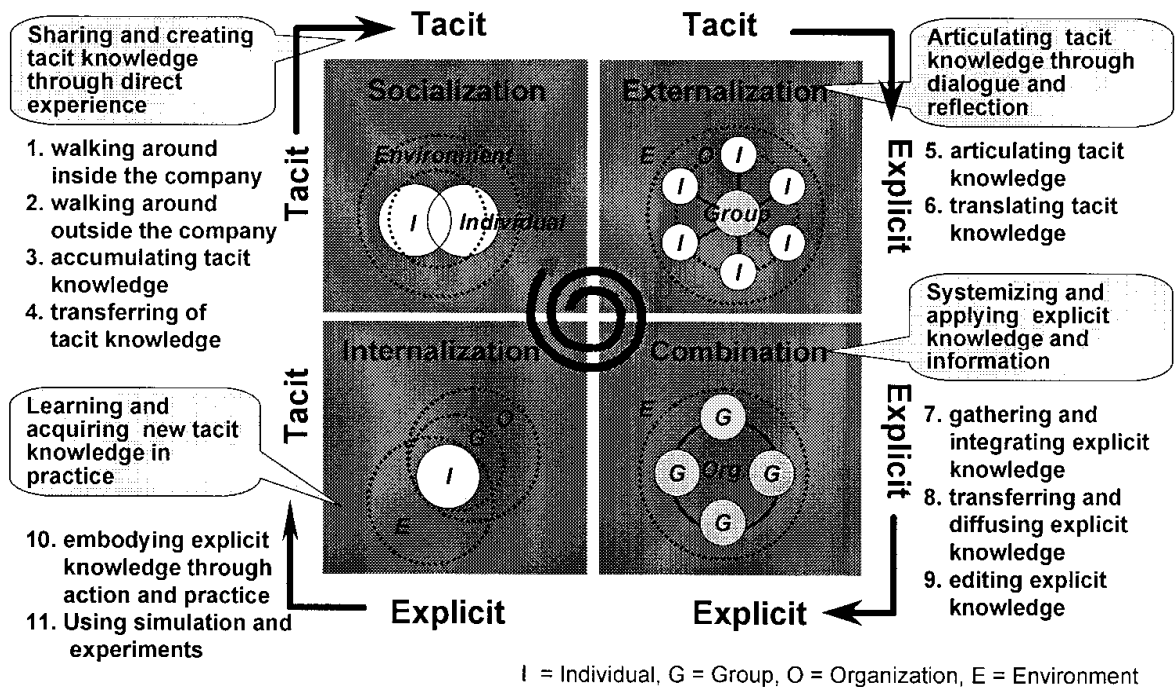 Sharing and creating
tacit knowledge
through direct
experience
1. walking around
inside the company
2. walking around
outside the company
3. accumulating tacit
knowledge
4. transferring of
tacit knowledge
Tacit
Tacit
Socialization
Environment
I
Individual
Tacit
Externalization
E
O
I
I
I
Group
I
I
I
Explicit
Articulating tacit
knowledge through
dialogue and
reflection
5. articulating tacit
knowledge
6. translating tacit
knowledge
Learning and
acquiring new tacit
knowledge in
practice
10. embodying explicit
knowledge through
action and practice
11. Using simulation and
experiments
Tacit
Internalization
O
G
I
E
Explicit
Combination
E
G
G
Org
G
G
Explicit
Explicit
Systemizing and
applying explicit
knowledge and
information
7. gathering and
integrating explicit
knowledge
8. transferring and
diffusing explicit
knowledge
9. editing explicit
knowledge
I = Individual, G = Group, O = Organization, E = Environment